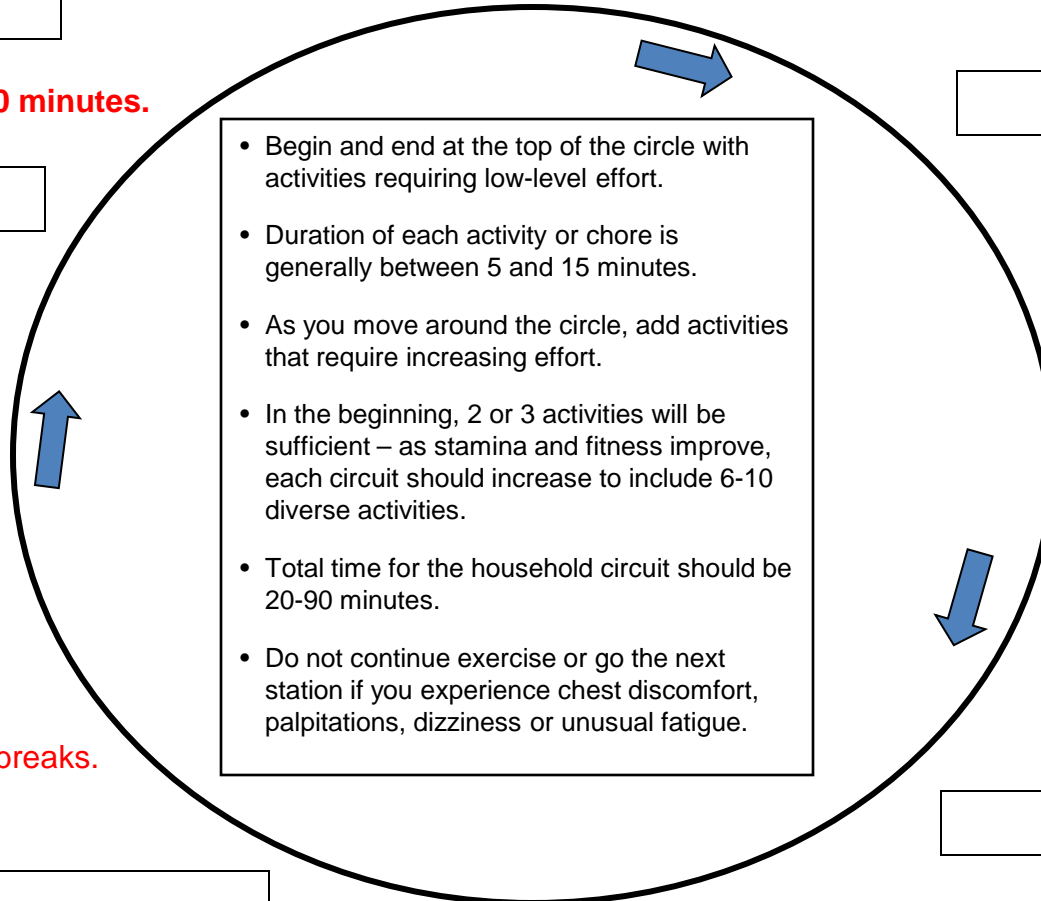 0 minutes.
• Begin and end at the top of the circle with
activities requiring low-level effort.
• Duration of each activity or chore is
generally between 5 and 15 minutes.
• As you move around the circle, add activities
that require increasing effort.
• In the beginning, 2 or 3 activities will be
sufficient – as stamina and fitness improve,
each circuit should increase to include 6-10
diverse activities.
• Total time for the household circuit should be
20-90 minutes.
• Do not continue exercise or go the next
station if you experience chest discomfort,
palpitations, dizziness or unusual fatigue.
breaks.